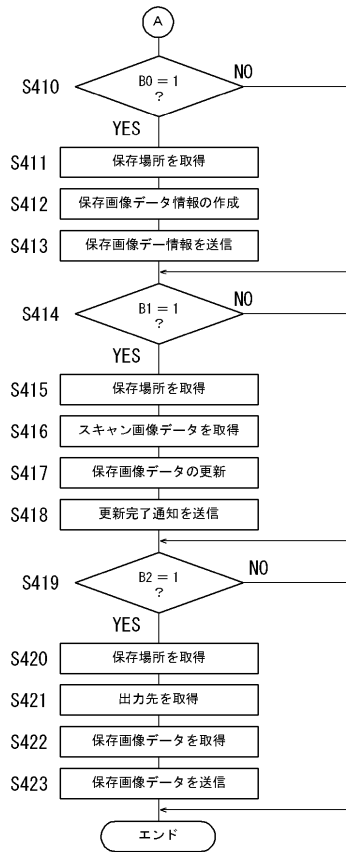 A
S410
B0 = 1
?
NO
YES
S411
保存場所を取得
S412
保存画像データ情報の作成
S413
保存画像デー情報を送信
S414
B1 = 1
?
NO
YES
S415
保存場所を取得
S416
スキャン画像データを取得
S417
保存画像データの更新
S418
更新完了通知を送信
S419
B2 = 1
?
NO
YES
S420
保存場所を取得
S421
出力先を取得
S422
保存画像データを取得
S423
保存画像データを送信
エンド